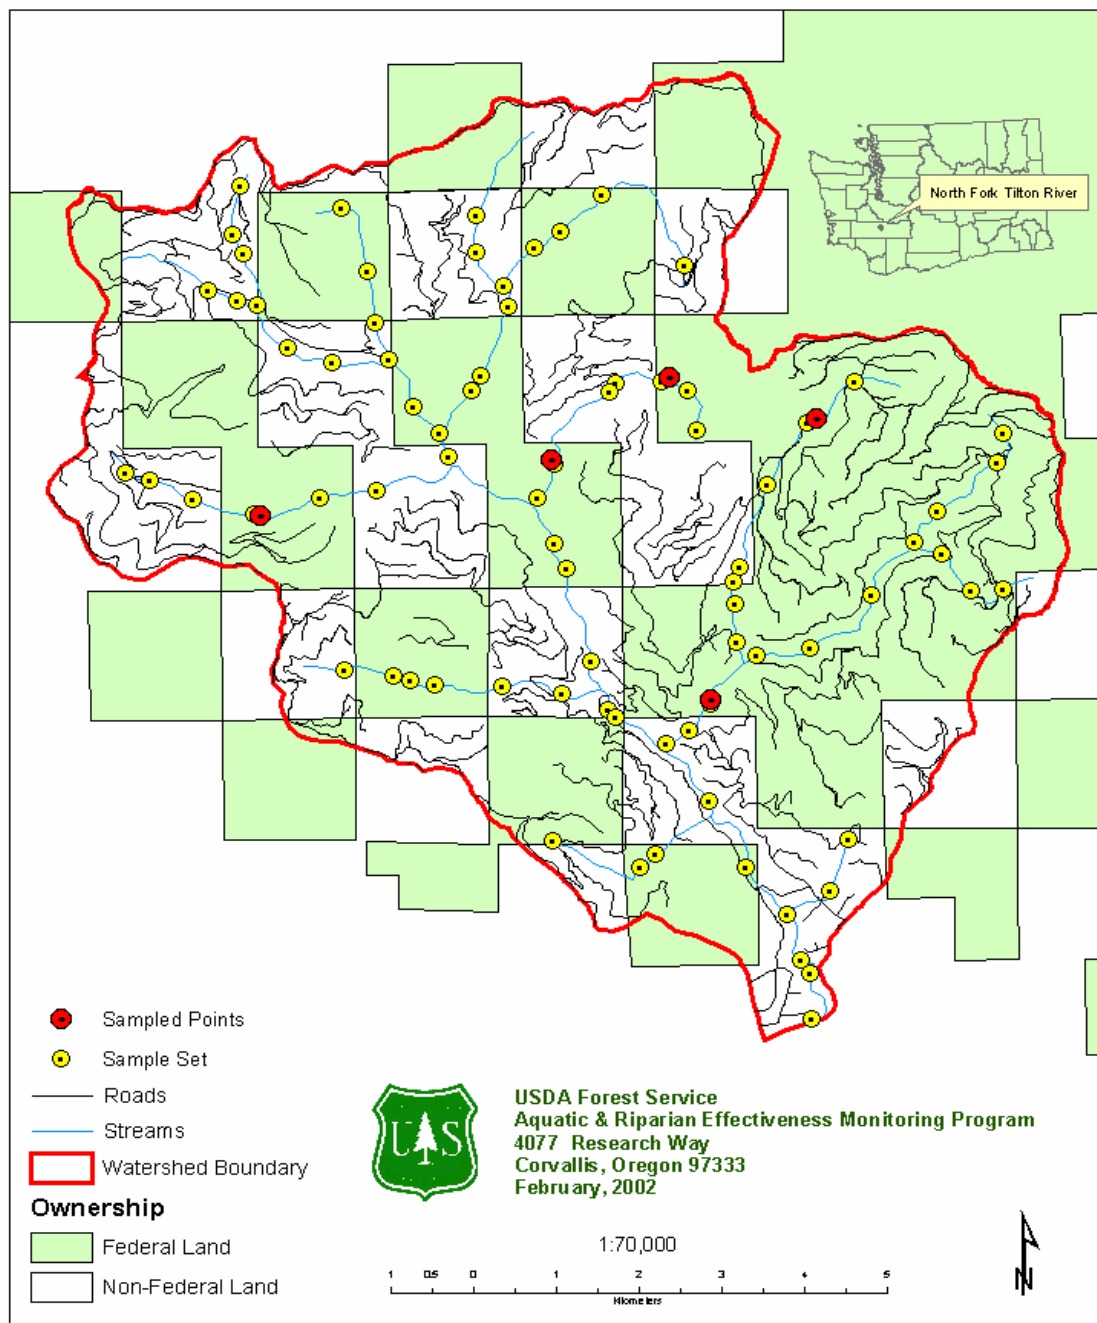 North Fork Tilton River
Sampled Points
Sample Set
Roads
Streams
Watershed Boundary
Ownership
Federal Land
Non-Federal Land
U S
USDA Forest Service
Aquatic & Riparian Effectiveness Monitoring Program
4077 Research Way
Corvallis, Oregon 97333
February, 2002
1:70,000
1 0.5 0 1 2 3 4 5
Kilometers
N